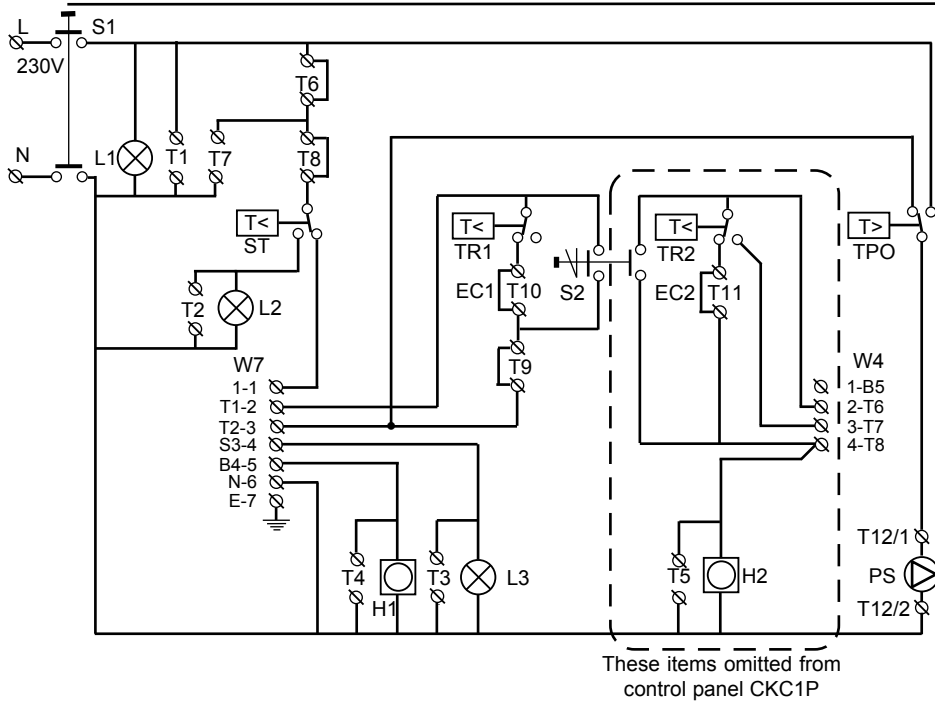 L
S1
230V
N
L1
T1
T7
T6
T8
T<
ST
T2
L2
T<
TR1
EC1
T10
S2
T9
T<
TR2
EC2
T11
T>
TPO
W7
1-1
T1-2
T2-3
S3-4
B4-5
N-6
E-7
W4
1-B5
2-T6
3-T7
4-T8
T4
H1
T3
L3
T5
H2
T12/1
PS
T12/2
These items omitted from
control panel CKC1P